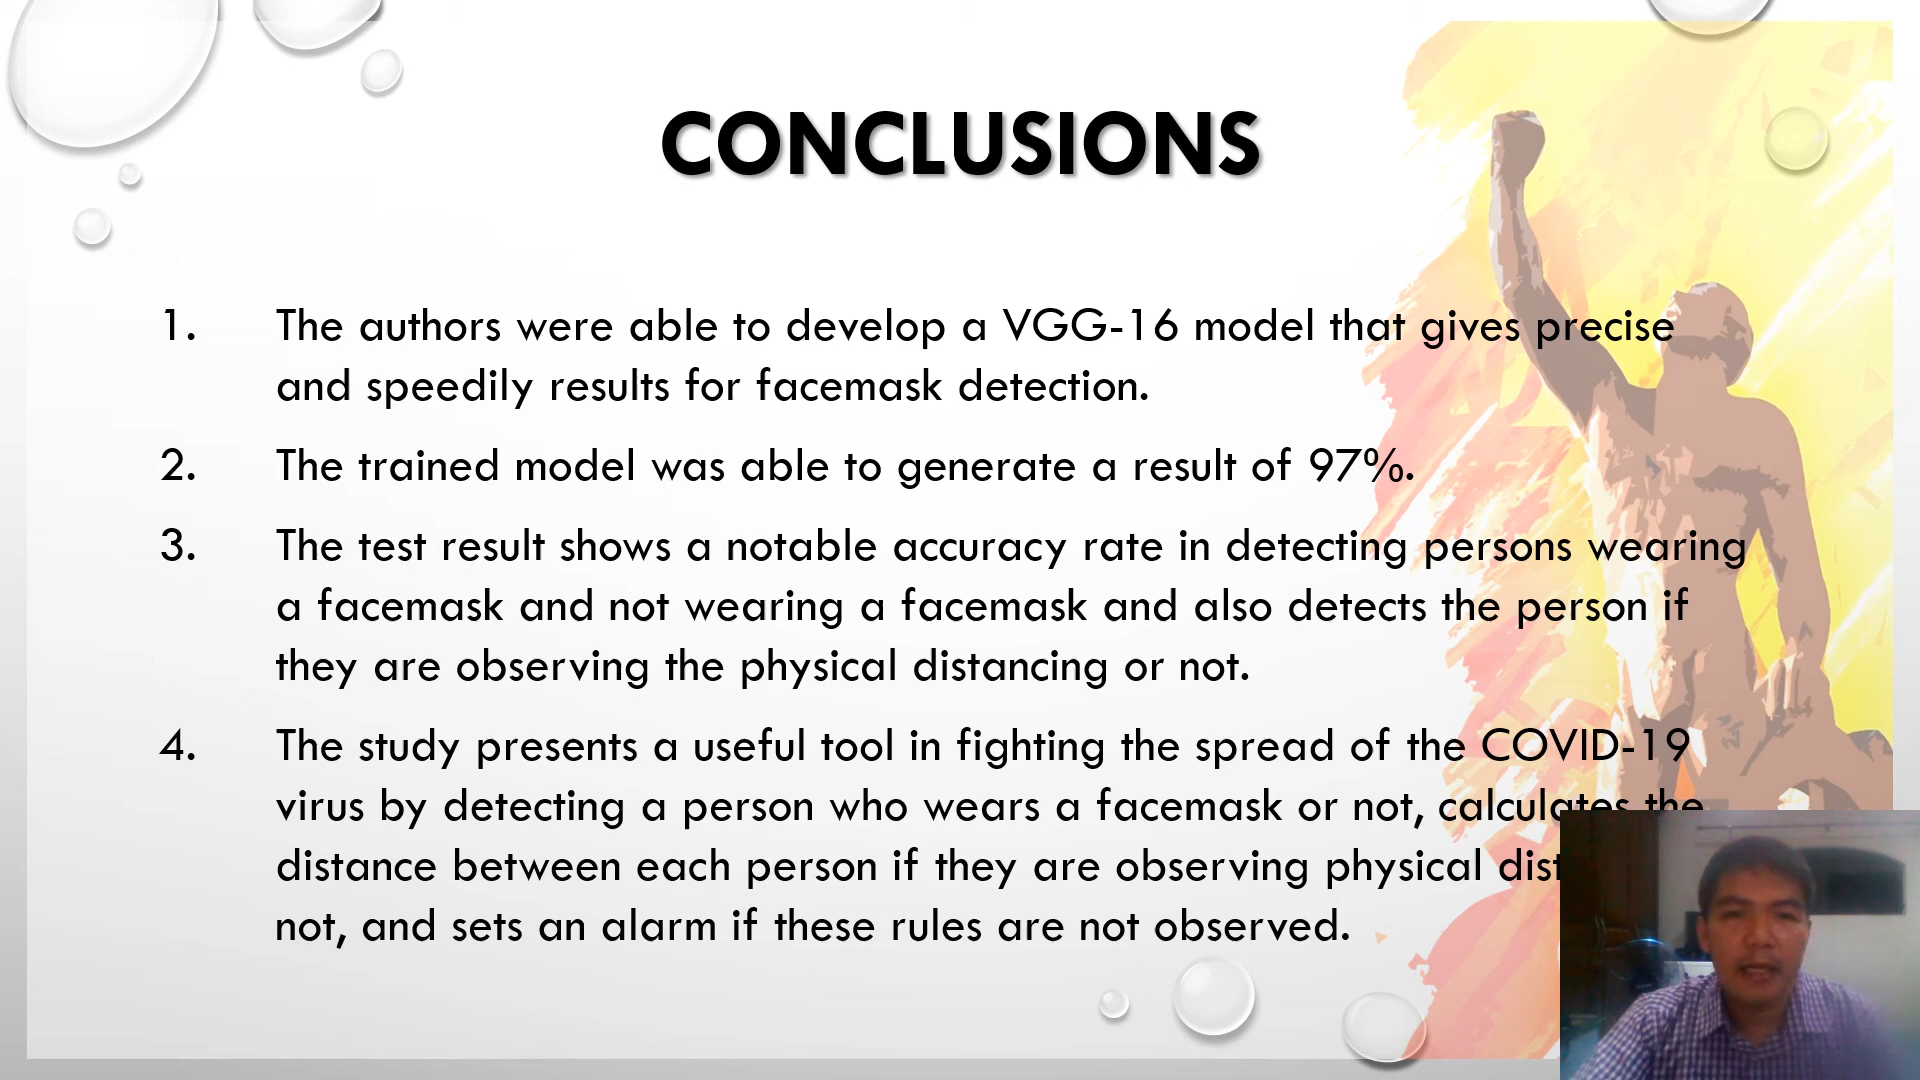 CONCLUSIONS
1. The authors were able to develop a VGG-16 model that gives precise
and speedily results for facemask detection.
2. The trained model was able to generate a result of 97%.
3. The test result shows a notable accuracy rate in detecting persons wearing
a facemask and not wearing a facemask and also detects the person if
they are observing the physical distancing or not.
4. The study presents a useful tool in fighting the spread of the COVID-19
virus by detecting a person who wears a facemask or not, calculates the
distance between each person if they are observing physical
not, and sets an alarm if these rules are not observed.